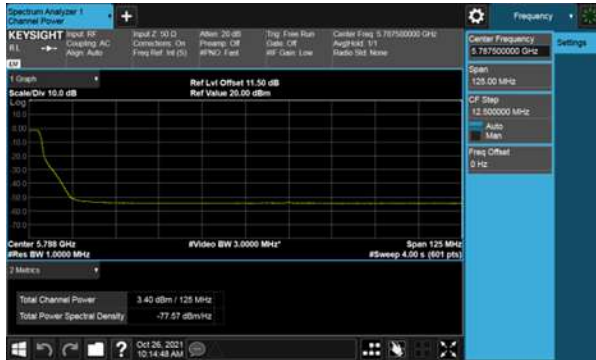 Spectrum Analyzer 1
Channel Power
Frequency
KEYSIGHT
Input: RF
Coupling: AC
Align: Auto
Input Z: 50 Ω
Corrections: On
Freq Ref: Int (S)
Atten: 20 dB
Preamp: Off
#PNO: Fast
Trig: Free Run
Gate: Off
#IF Gain: Low
Center Freq: 5.787500000 GHz
Avg|Hold: 1/1
Radio Std: None
Settings
Center Frequency
5.787500000 GHz
Span
125.00 MHz
CF Step
12.500000 MHz
Auto
Man
Freq Offset
0 Hz
1 Graph
Scale/Div 10.0 dB
Ref Lvl Offset 11.50 dB
Ref Value 20.00 dBm
Log
10.0
0.00
-10.0
-20.0
-30.0
-40.0
-50.0
-60.0
-70.0
Center 5.788 GHz
#Res BW 1.0000 MHz
#Video BW 3.0000 MHz*
Span 125 MHz
#Sweep 4.00 s (601 pts)
2 Metrics
Total Channel Power
3.40 dBm / 125 MHz
Total Power Spectral Density
-77.57 dBm/Hz
Oct 26, 2021
10:14:48 AM